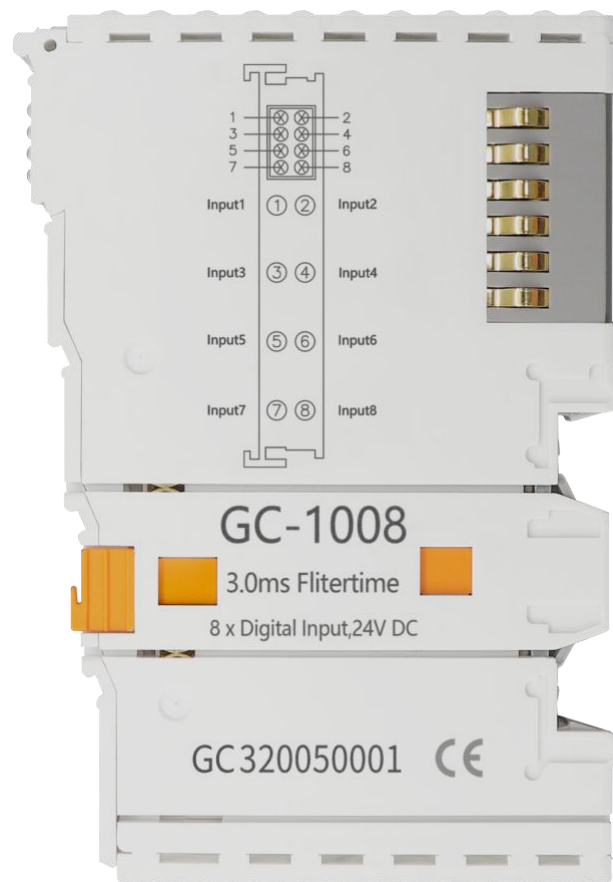 1 2
3 4
5 6
7 8
Input1 1 2 Input2
Input3 3 4 Input4
Input5 5 6 Input6
Input7 7 8 Input8
GC-1008
3.0ms Flitertime
8 x Digital Input,24V DC
GC320050001 CE